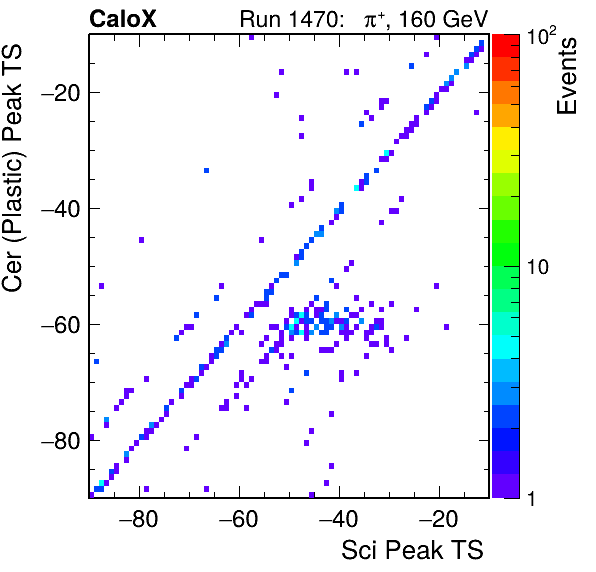 CaloX Run 1470: π⁺, 160 GeV
Cer (Plastic) Peak TS
−20
−40
−60
−80
−80 −60 −40 −20
Sci Peak TS
10²
10
1
Events